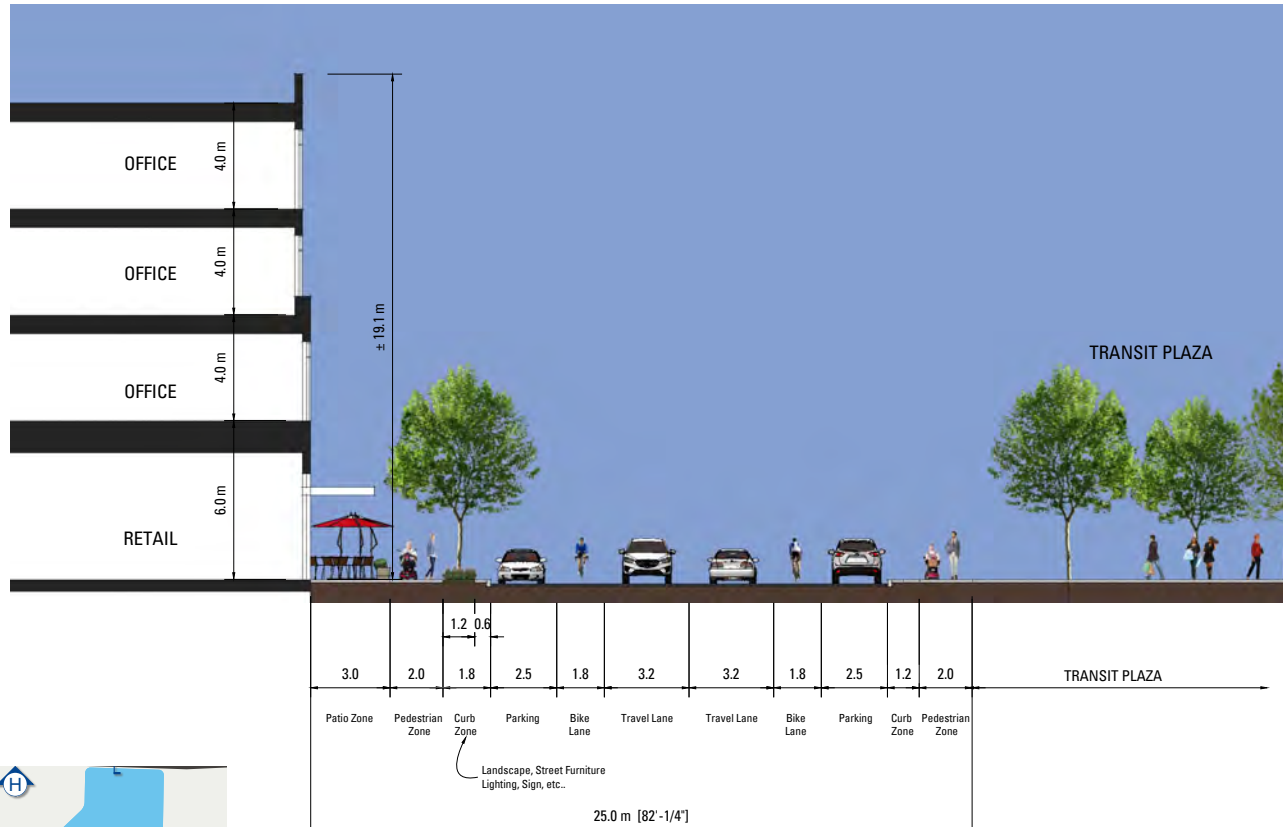 OFFICE
4.0 m
OFFICE
4.0 m
± 19.1 m
TRANSIT PLAZA
OFFICE
4.0 m
6.0 m
RETAIL
1.2 0.6
3.0 2.0 1.8 2.5 1.8 3.2 3.2 1.8 2.5 1.2 2.0 TRANSIT PLAZA
Patio Zone Pedestrian Curb Parking Bike Travel Lane Travel Lane Bike Parking Curb Pedestrian
Zone Zone Lane Lane Zone Zone
Landscape, Street Furniture
Lighting, Sign, etc..
H
25.0 m [82'-1/4"]